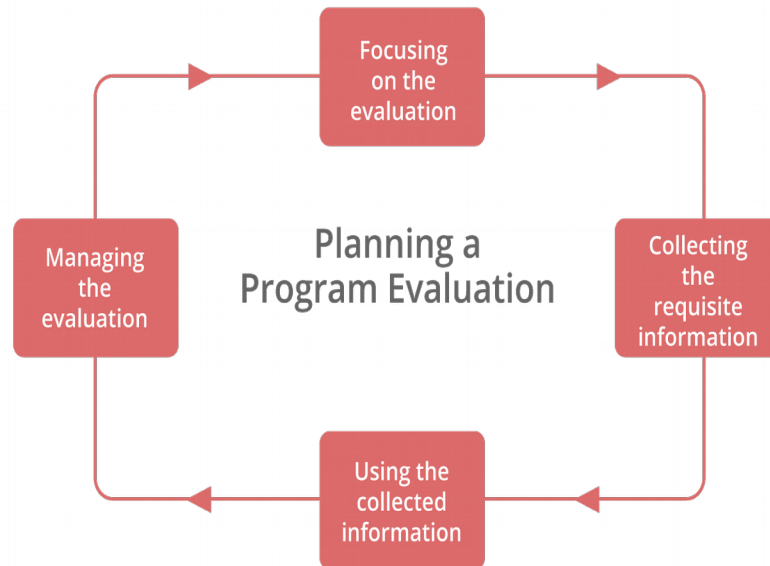 Focusing
on the
evaluation
Planning a
Program Evaluation
Managing
the
evaluation
Collecting
the
requisite
information
Using the
collected
information